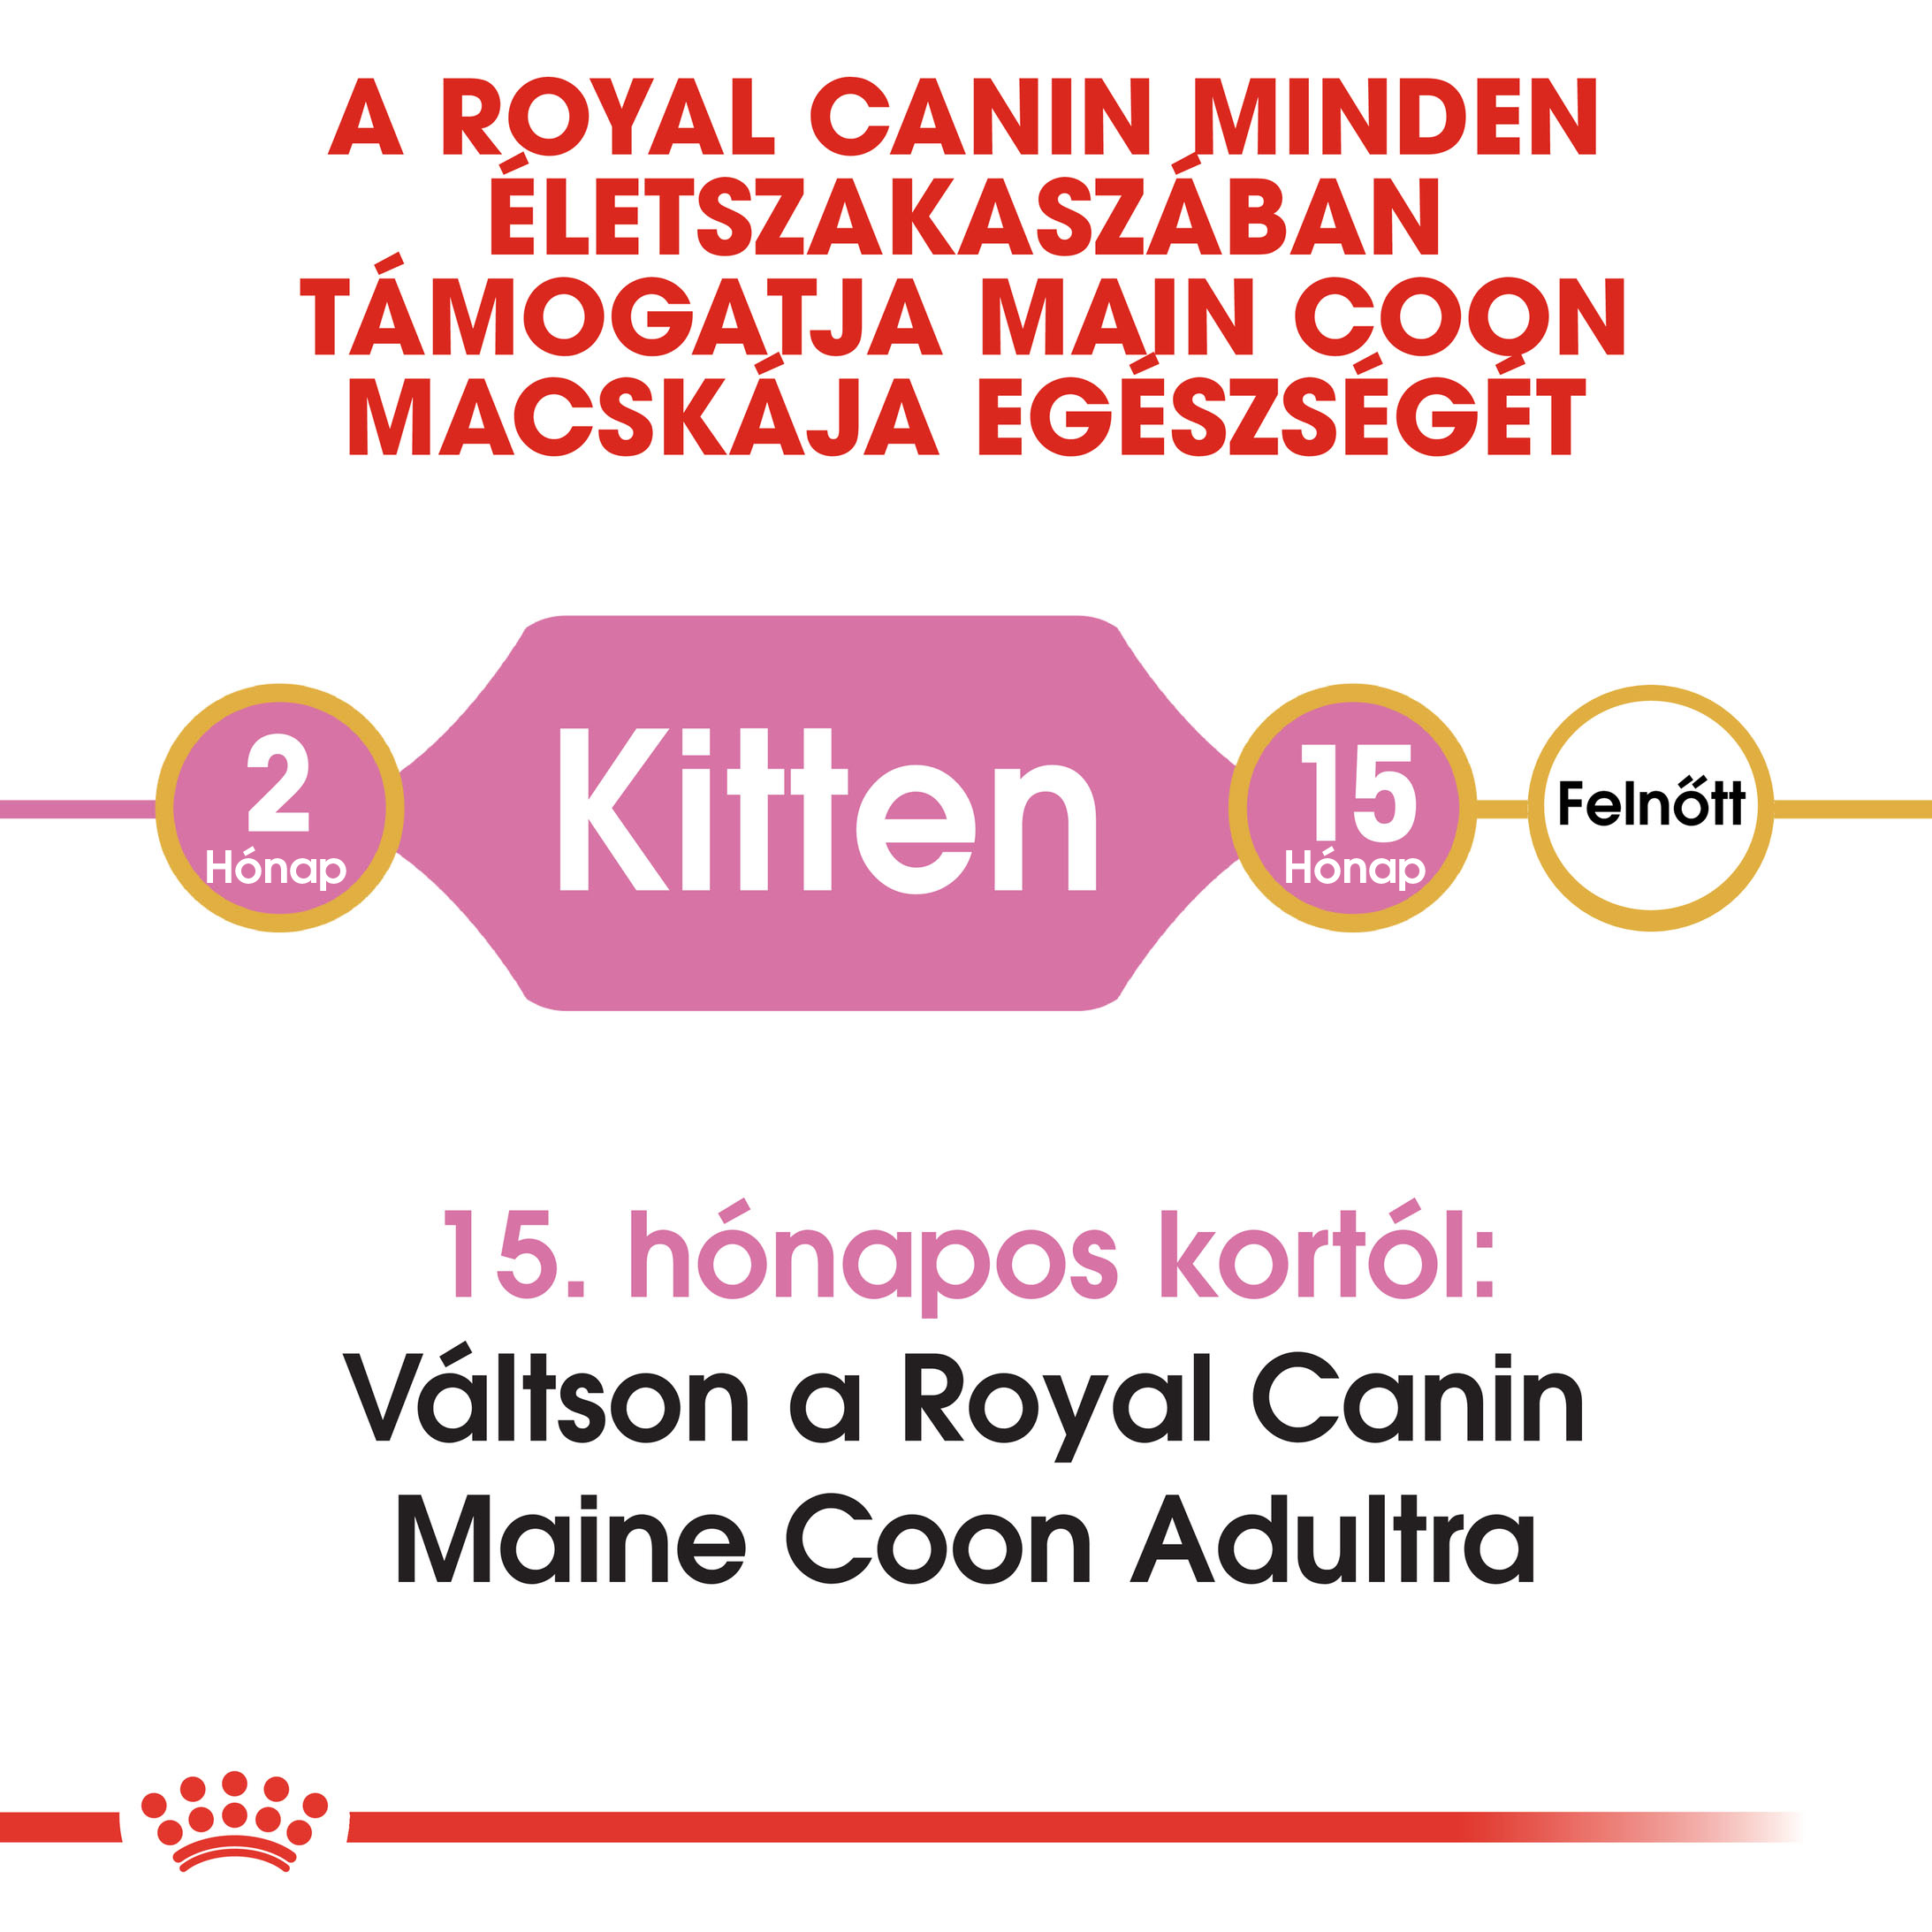 A ROYAL CANIN MINDEN
ÉLETSZAKASZÁBAN
TÁMOGATJA MAIN COON
MACSKÁJA EGÉSZSÉGÉT
2
Hónap
Kitten
15
Hónap
Felnőtt
15. hónapos kortól:
Váltson a Royal Canin
Maine Coon Adultra